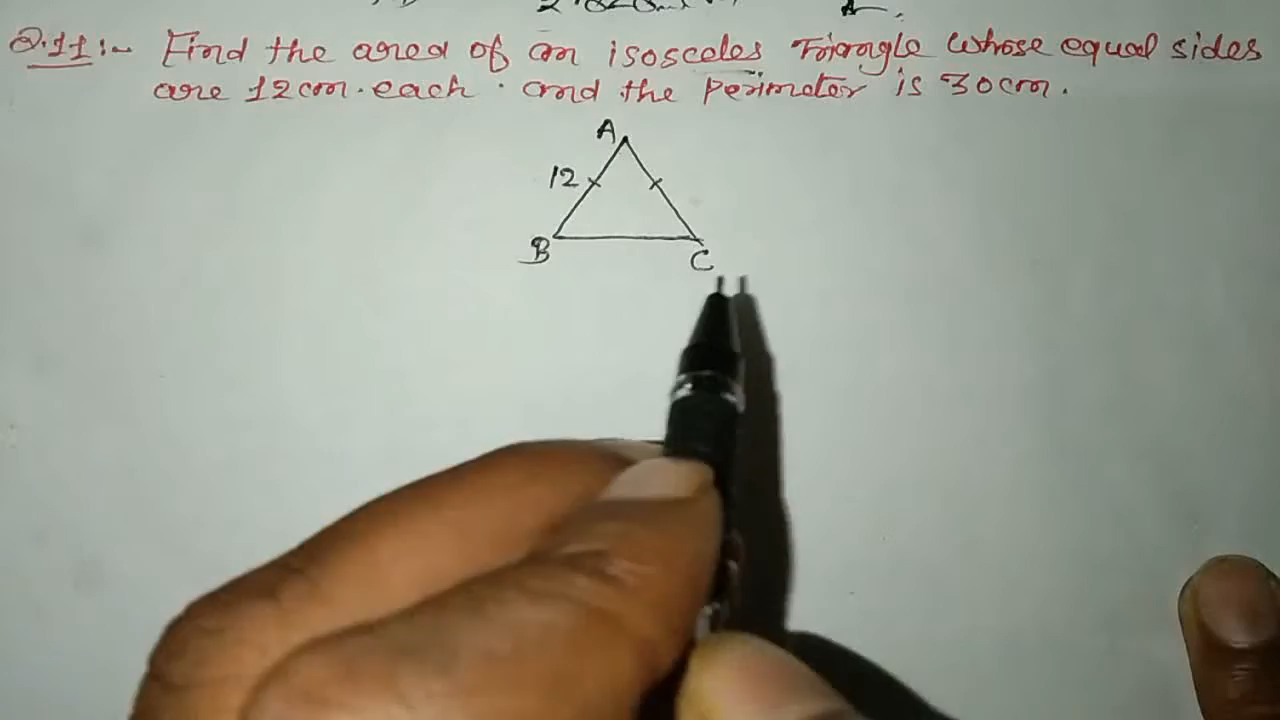 Q.11:- Find the area of an isosceles Triangle whose equal sides
are 12cm. each. and the perimeter is 30cm.
A
12
B
C